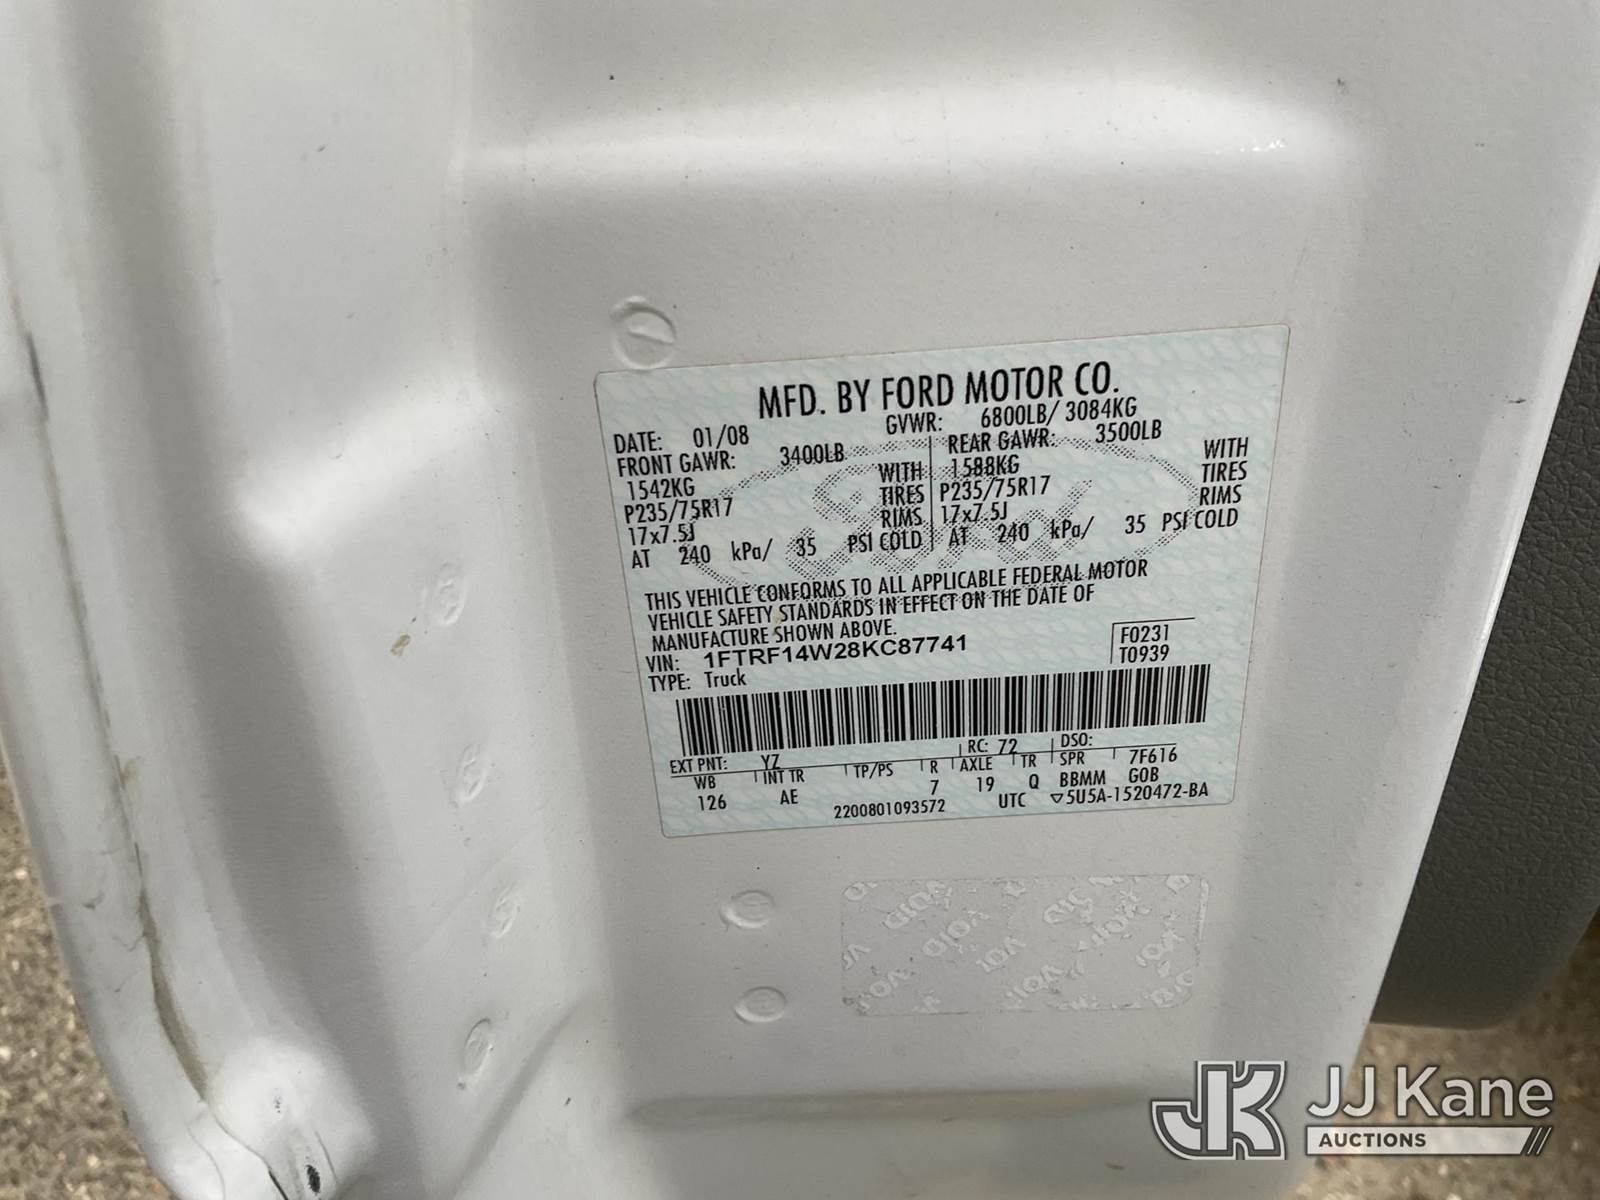 MFD. BY FORD MOTOR CO.
DATE: 01/08 GVWR: 6800LB/ 3084KG
FRONT GAWR: 3400LB REAR GAWR: 3500LB
1542KG WITH 1588KG WITH
P235/75R17 TIRES P235/75R17 TIRES
17x7.5J RIMS 17x7.5J RIMS
AT 240 kPa/ 35 PSI COLD AT 240 kPa/ 35 PSI COLD
THIS VEHICLE CONFORMS TO ALL APPLICABLE FEDERAL MOTOR
VEHICLE SAFETY STANDARDS IN EFFECT ON THE DATE OF
MANUFACTURE SHOWN ABOVE.
VIN: 1FTRF14W28KC87741 F0231
TYPE: Truck T0939
EXT PNT: YZ RC: 72 DSO:
WB INT TR TP/PS R AXLE TR SPR 7F616
126 AE 7 19 Q BBMM GOB
2200801093572 UTC ▽5U5A-1520472-BA
VOID
VOID
JK JJ Kane
AUCTIONS